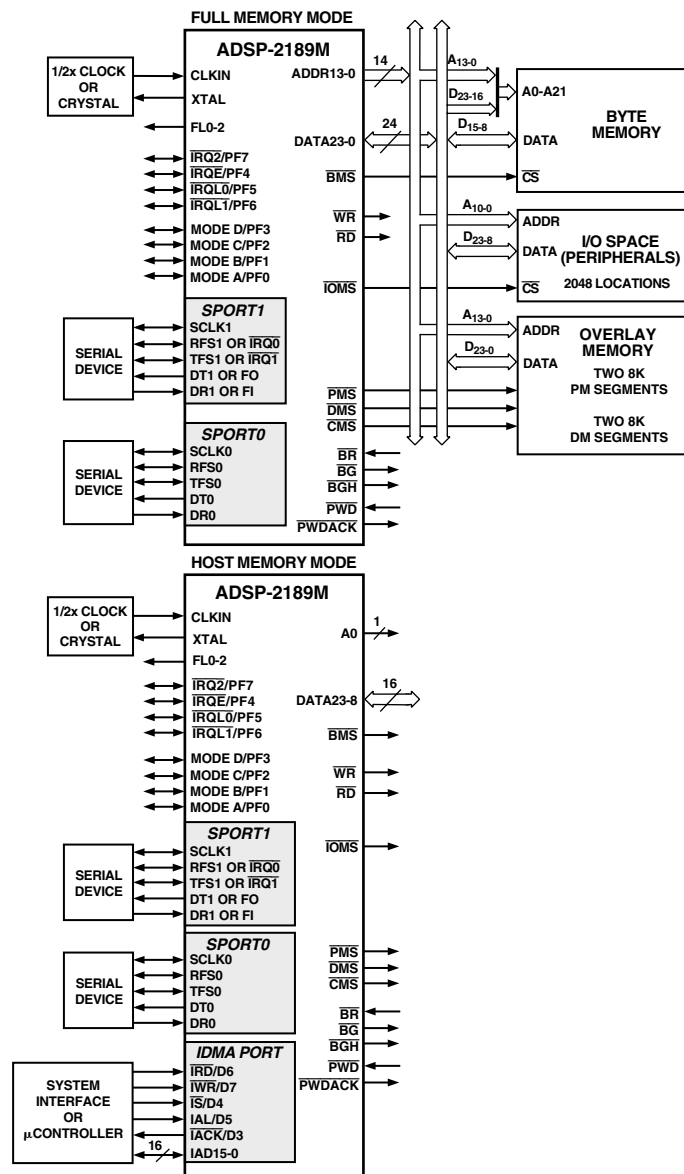 FULL MEMORY MODE
ADSP-2189M
1/2x CLOCK
OR
CRYSTAL
CLKIN
XTAL
FL0-2
IRQ2/PF7
IRQE/PF4
IRQL0/PF5
IRQL1/PF6
MODE D/PF3
MODE C/PF2
MODE B/PF1
MODE A/PF0
SPORT1
SERIAL
DEVICE
SCLK1
RFS1 OR IRQ0
TFS1 OR IRQ1
DT1 OR FO
DR1 OR FI
SPORT0
SERIAL
DEVICE
SCLK0
RFS0
TFS0
DT0
DR0
ADDR13-0
14
DATA23-0
24
BMS
WR
RD
IOMS
PMS
DMS
CMS
BR
BG
BGH
PWD
PWDACK
A13-0
D23-16
D15-8
A0-A21
DATA
CS
BYTE
MEMORY
A10-0
D23-8
ADDR
DATA
CS
I/O SPACE
(PERIPHERALS)
2048 LOCATIONS
A13-0
D23-0
ADDR
DATA
OVERLAY
MEMORY
TWO 8K
PM SEGMENTS
TWO 8K
DM SEGMENTS
HOST MEMORY MODE
ADSP-2189M
1/2x CLOCK
OR
CRYSTAL
CLKIN
XTAL
FL0-2
IRQ2/PF7
IRQE/PF4
IRQL0/PF5
IRQL1/PF6
MODE D/PF3
MODE C/PF2
MODE B/PF1
MODE A/PF0
SPORT1
SERIAL
DEVICE
SCLK1
RFS1 OR IRQ0
TFS1 OR IRQ1
DT1 OR FO
DR1 OR FI
SPORT0
SERIAL
DEVICE
SCLK0
RFS0
TFS0
DT0
DR0
IDMA PORT
SYSTEM
INTERFACE
OR
µCONTROLLER
IRD/D6
IWR/D7
IS/D4
IAL/D5
IACK/D3
16
IAD15-0
A0
1
DATA23-8
16
BMS
WR
RD
IOMS
PMS
DMS
CMS
BR
BG
BGH
PWD
PWDACK